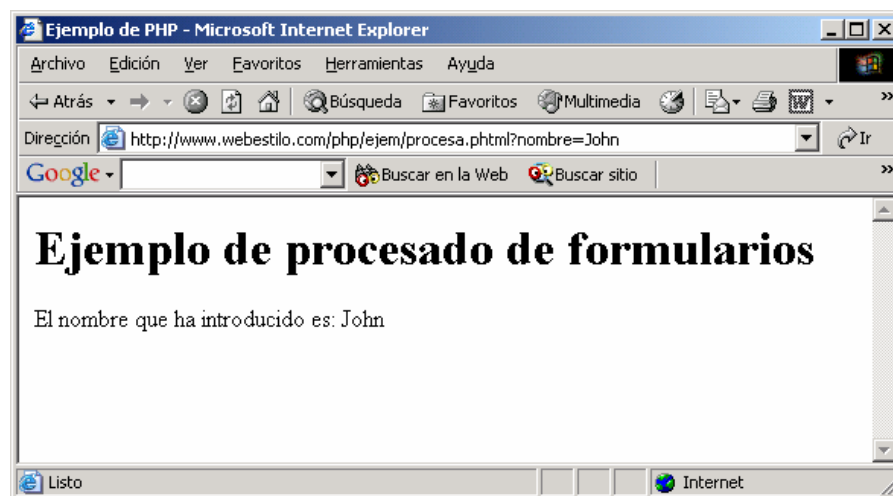 Ejemplo de PHP - Microsoft Internet Explorer
Archivo Edición Ver Favoritos Herramientas Ayuda
Atrás Búsqueda Favoritos Multimedia W »
Dirección http://www.webestilo.com/php/ejem/procesa.phtml?nombre=John Ir
Google Buscar en la Web Buscar sitio »
Ejemplo de procesado de formularios
El nombre que ha introducido es: John
Listo Internet